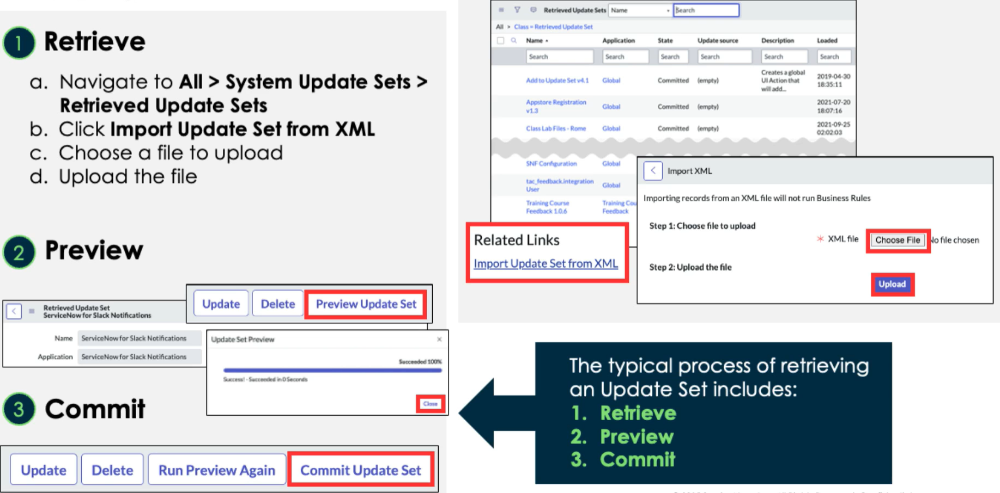 1 Retrieve
a. Navigate to All > System Update Sets >
Retrieved Update Sets
b. Click Import Update Set from XML
c. Choose a file to upload
d. Upload the file
2 Preview
Update Delete Preview Update Set
Retrieved Update Set
ServiceNow for Slack Notifications
Name ServiceNow for Slack Notifications
Application ServiceNow for Slack Notifications
Update Set Preview ×
Succeeded 100%
Success! - Succeeded in 0 Seconds
Close
3 Commit
Update Delete Run Preview Again Commit Update Set
Retrieved Update Sets Name Search
All > Class = Retrieved Update Set
Name Application State Update source Description Loaded
Search Search Search Search Search Search
Add to Update Set v4.1 Global Committed (empty) Creates a global
UI Action that
will add...
2019-04-30
18:35:11
Appstore Registration
v1.3
Global Committed (empty) 2021-07-20
18:07:16
Class Lab Files - Rome Global Committed (empty) 2021-09-25
02:02:03
SNF Configuration Global
tac_feedback.integration
User
Global
Training Course
Feedback 1.0.6
Training Cou
Feedback
Related Links
Import Update Set from XML
< Import XML
Importing records from an XML file will not run Business Rules
Step 1: Choose file to upload
* XML file Choose File No file chosen
Step 2: Upload the file
Upload
The typical process of retrieving
an Update Set includes:
1. Retrieve
2. Preview
3. Commit